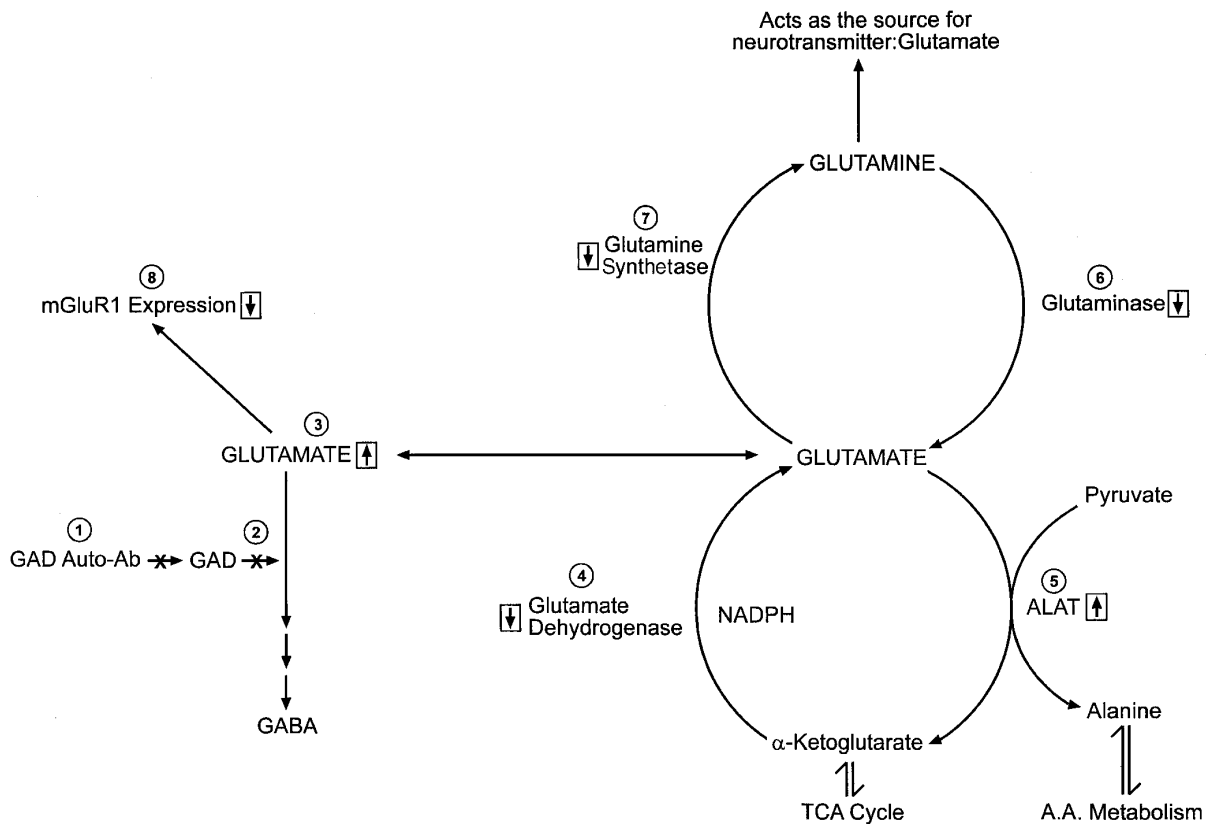 Acts as the source for
neurotransmitter:Glutamate
GLUTAMINE
7
Glutamine
Synthetase
6
Glutaminase
8
mGluR1 Expression
3
GLUTAMATE
GLUTAMATE
Pyruvate
1
GAD Auto-Ab
2
GAD
4
Glutamate
Dehydrogenase
NADPH
5
ALAT
GABA
Alanine
α-Ketoglutarate
TCA Cycle
A.A. Metabolism